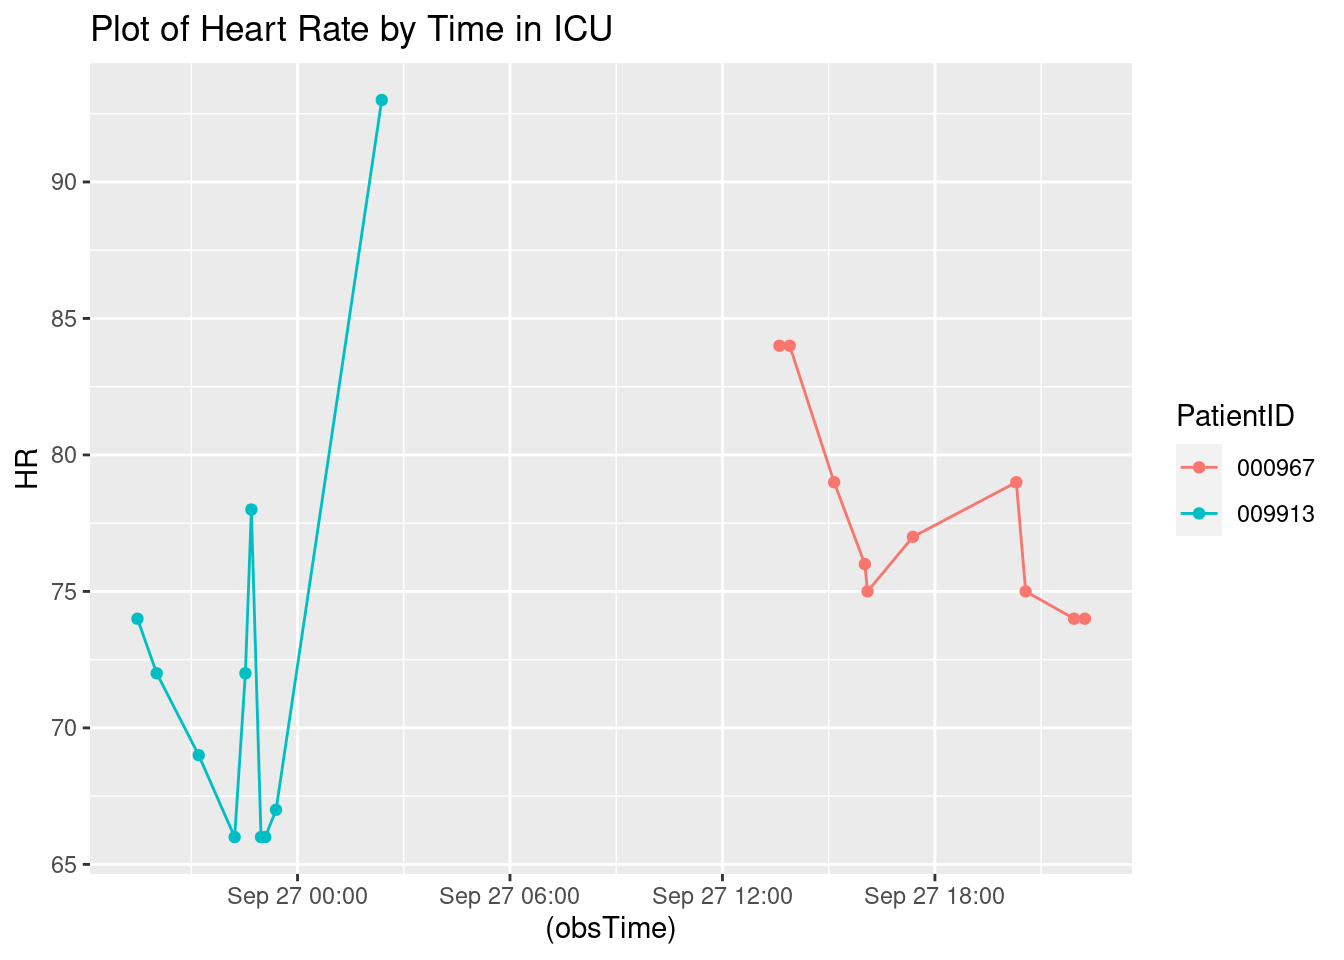 Plot of Heart Rate by Time in ICU
HR
90
85
80
75
70
65
Sep 27 00:00 Sep 27 06:00 Sep 27 12:00 Sep 27 18:00
(obsTime)
PatientID
000967
009913